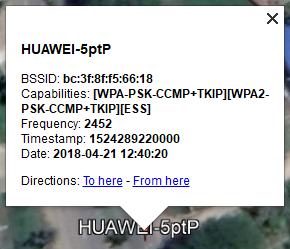 HUAWEI-5ptP
BSSID: bc:3f:8f:f5:66:18
Capabilities: [WPA-PSK-CCMP+TKIP][WPA2-
PSK-CCMP+TKIP][ESS]
Frequency: 2452
Timestamp: 1524289220000
Date: 2018-04-21 12:40:20
Directions: To here - From here
HUAWEI-5ptP